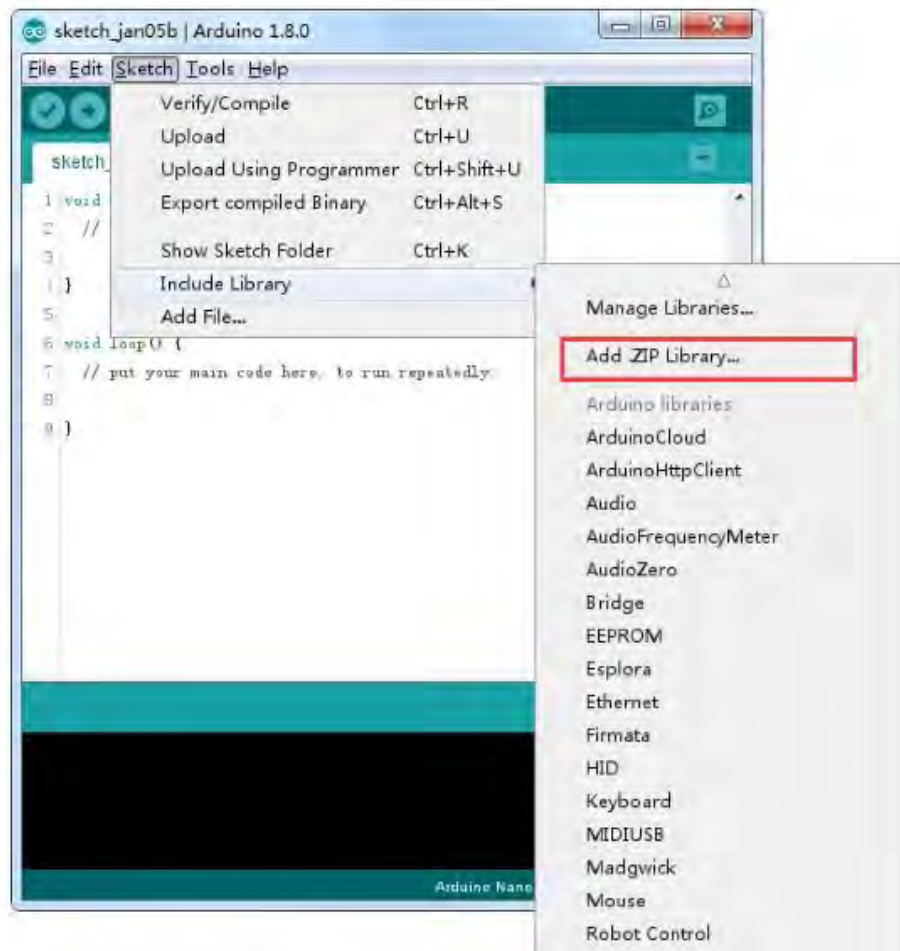 sketch_jan05b | Arduino 1.8.0
File Edit Sketch Tools Help
Verify/Compile Ctrl+R
Upload Ctrl+U
Upload Using Programmer Ctrl+Shift+U
Export compiled Binary Ctrl+Alt+S
Show Sketch Folder Ctrl+K
Include Library
Add File...
sketch_
1 void
2 //
3
4 }
5
6 void loop() {
7 // put your main code here, to run repeatedly
8
9 }
Manage Libraries...
Add .ZIP Library...
Arduino libraries
ArduinoCloud
ArduinoHttpClient
Audio
AudioFrequencyMeter
AudioZero
Bridge
EEPROM
Esplora
Ethernet
Firmata
HID
Keyboard
MIDIUSB
Madgwick
Mouse
Robot Control
Arduino Nano